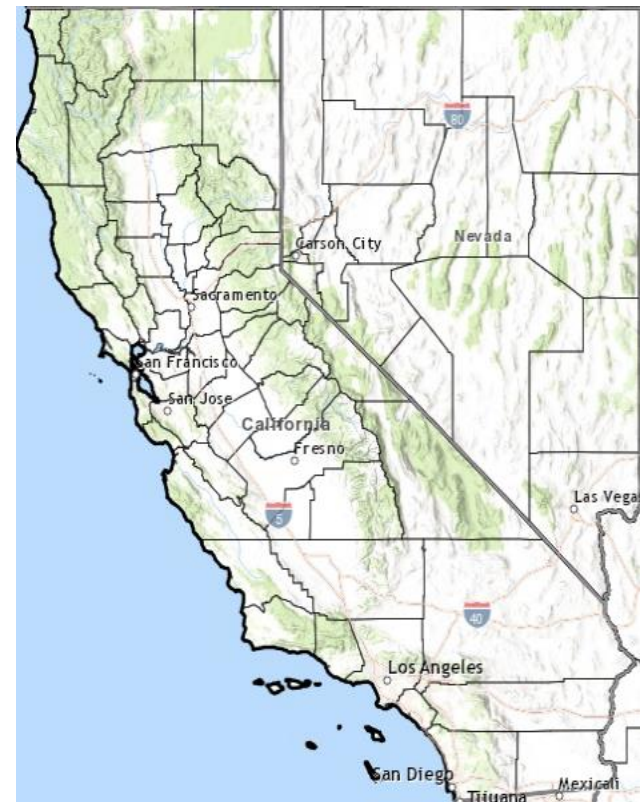 80
Carson City
Nevada
Sacramento
San Francisco
San Jose
California
Fresno
Las Vega
5
40
Los Angeles
San Diego
Tijuana
Mexicali